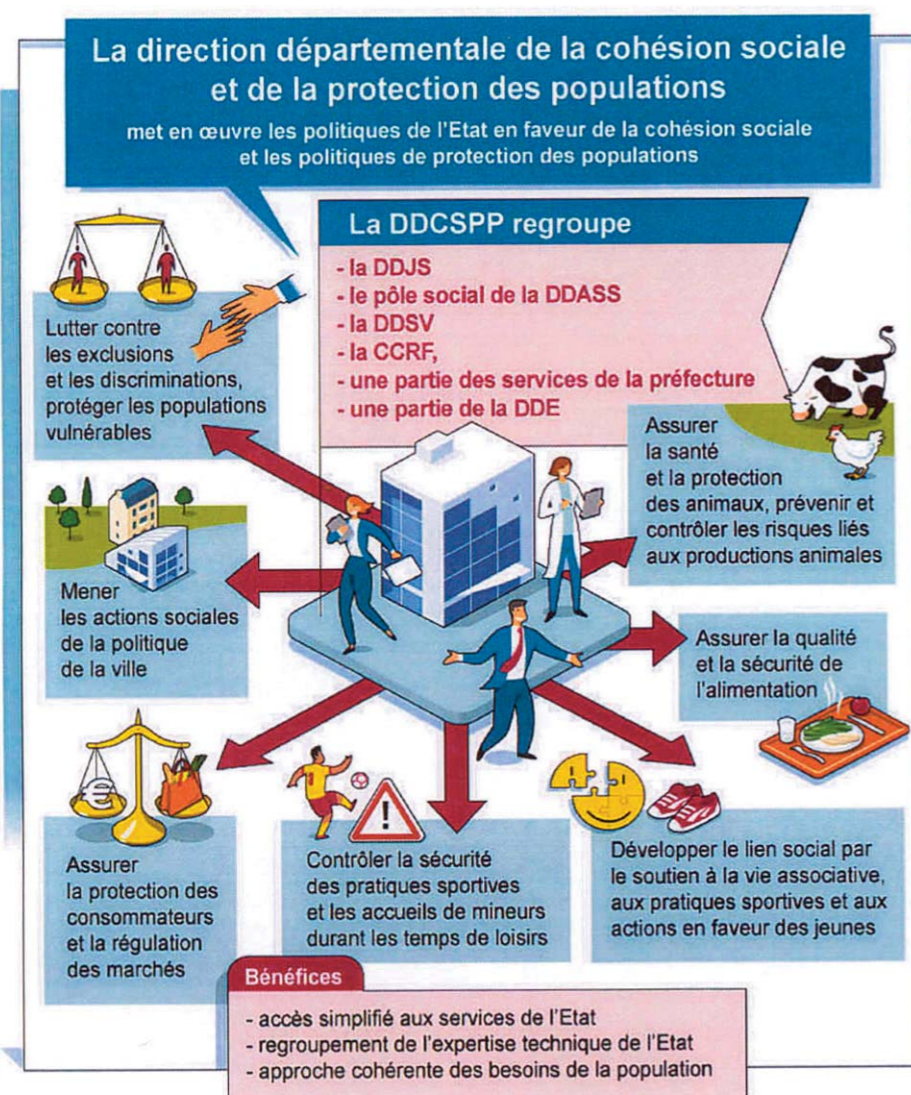 La direction départementale de la cohésion sociale
et de la protection des populations
met en œuvre les politiques de l'Etat en faveur de la cohésion sociale
et les politiques de protection des populations
La DDCSPP regroupe
- la DDJS
- le pôle social de la DDASS
- la DDSV
- la CCRF,
- une partie des services de la préfecture
- une partie de la DDE
Lutter contre
les exclusions
et les discriminations,
protéger les populations
vulnérables
Assurer
la santé
et la protection
des animaux, prévenir et
contrôler les risques liés
aux productions animales
Mener
les actions sociales
de la politique
de la ville
Assurer la qualité
et la sécurité de
l'alimentation
€
!
Assurer
la protection des
consommateurs
et la régulation
des marchés
Contrôler la sécurité
des pratiques sportives
et les accueils de mineurs
durant les temps de loisirs
Développer le lien social par
le soutien à la vie associative,
aux pratiques sportives et aux
actions en faveur des jeunes
Bénéfices
- accès simplifié aux services de l'Etat
- regroupement de l'expertise technique de l'Etat
- approche cohérente des besoins de la population